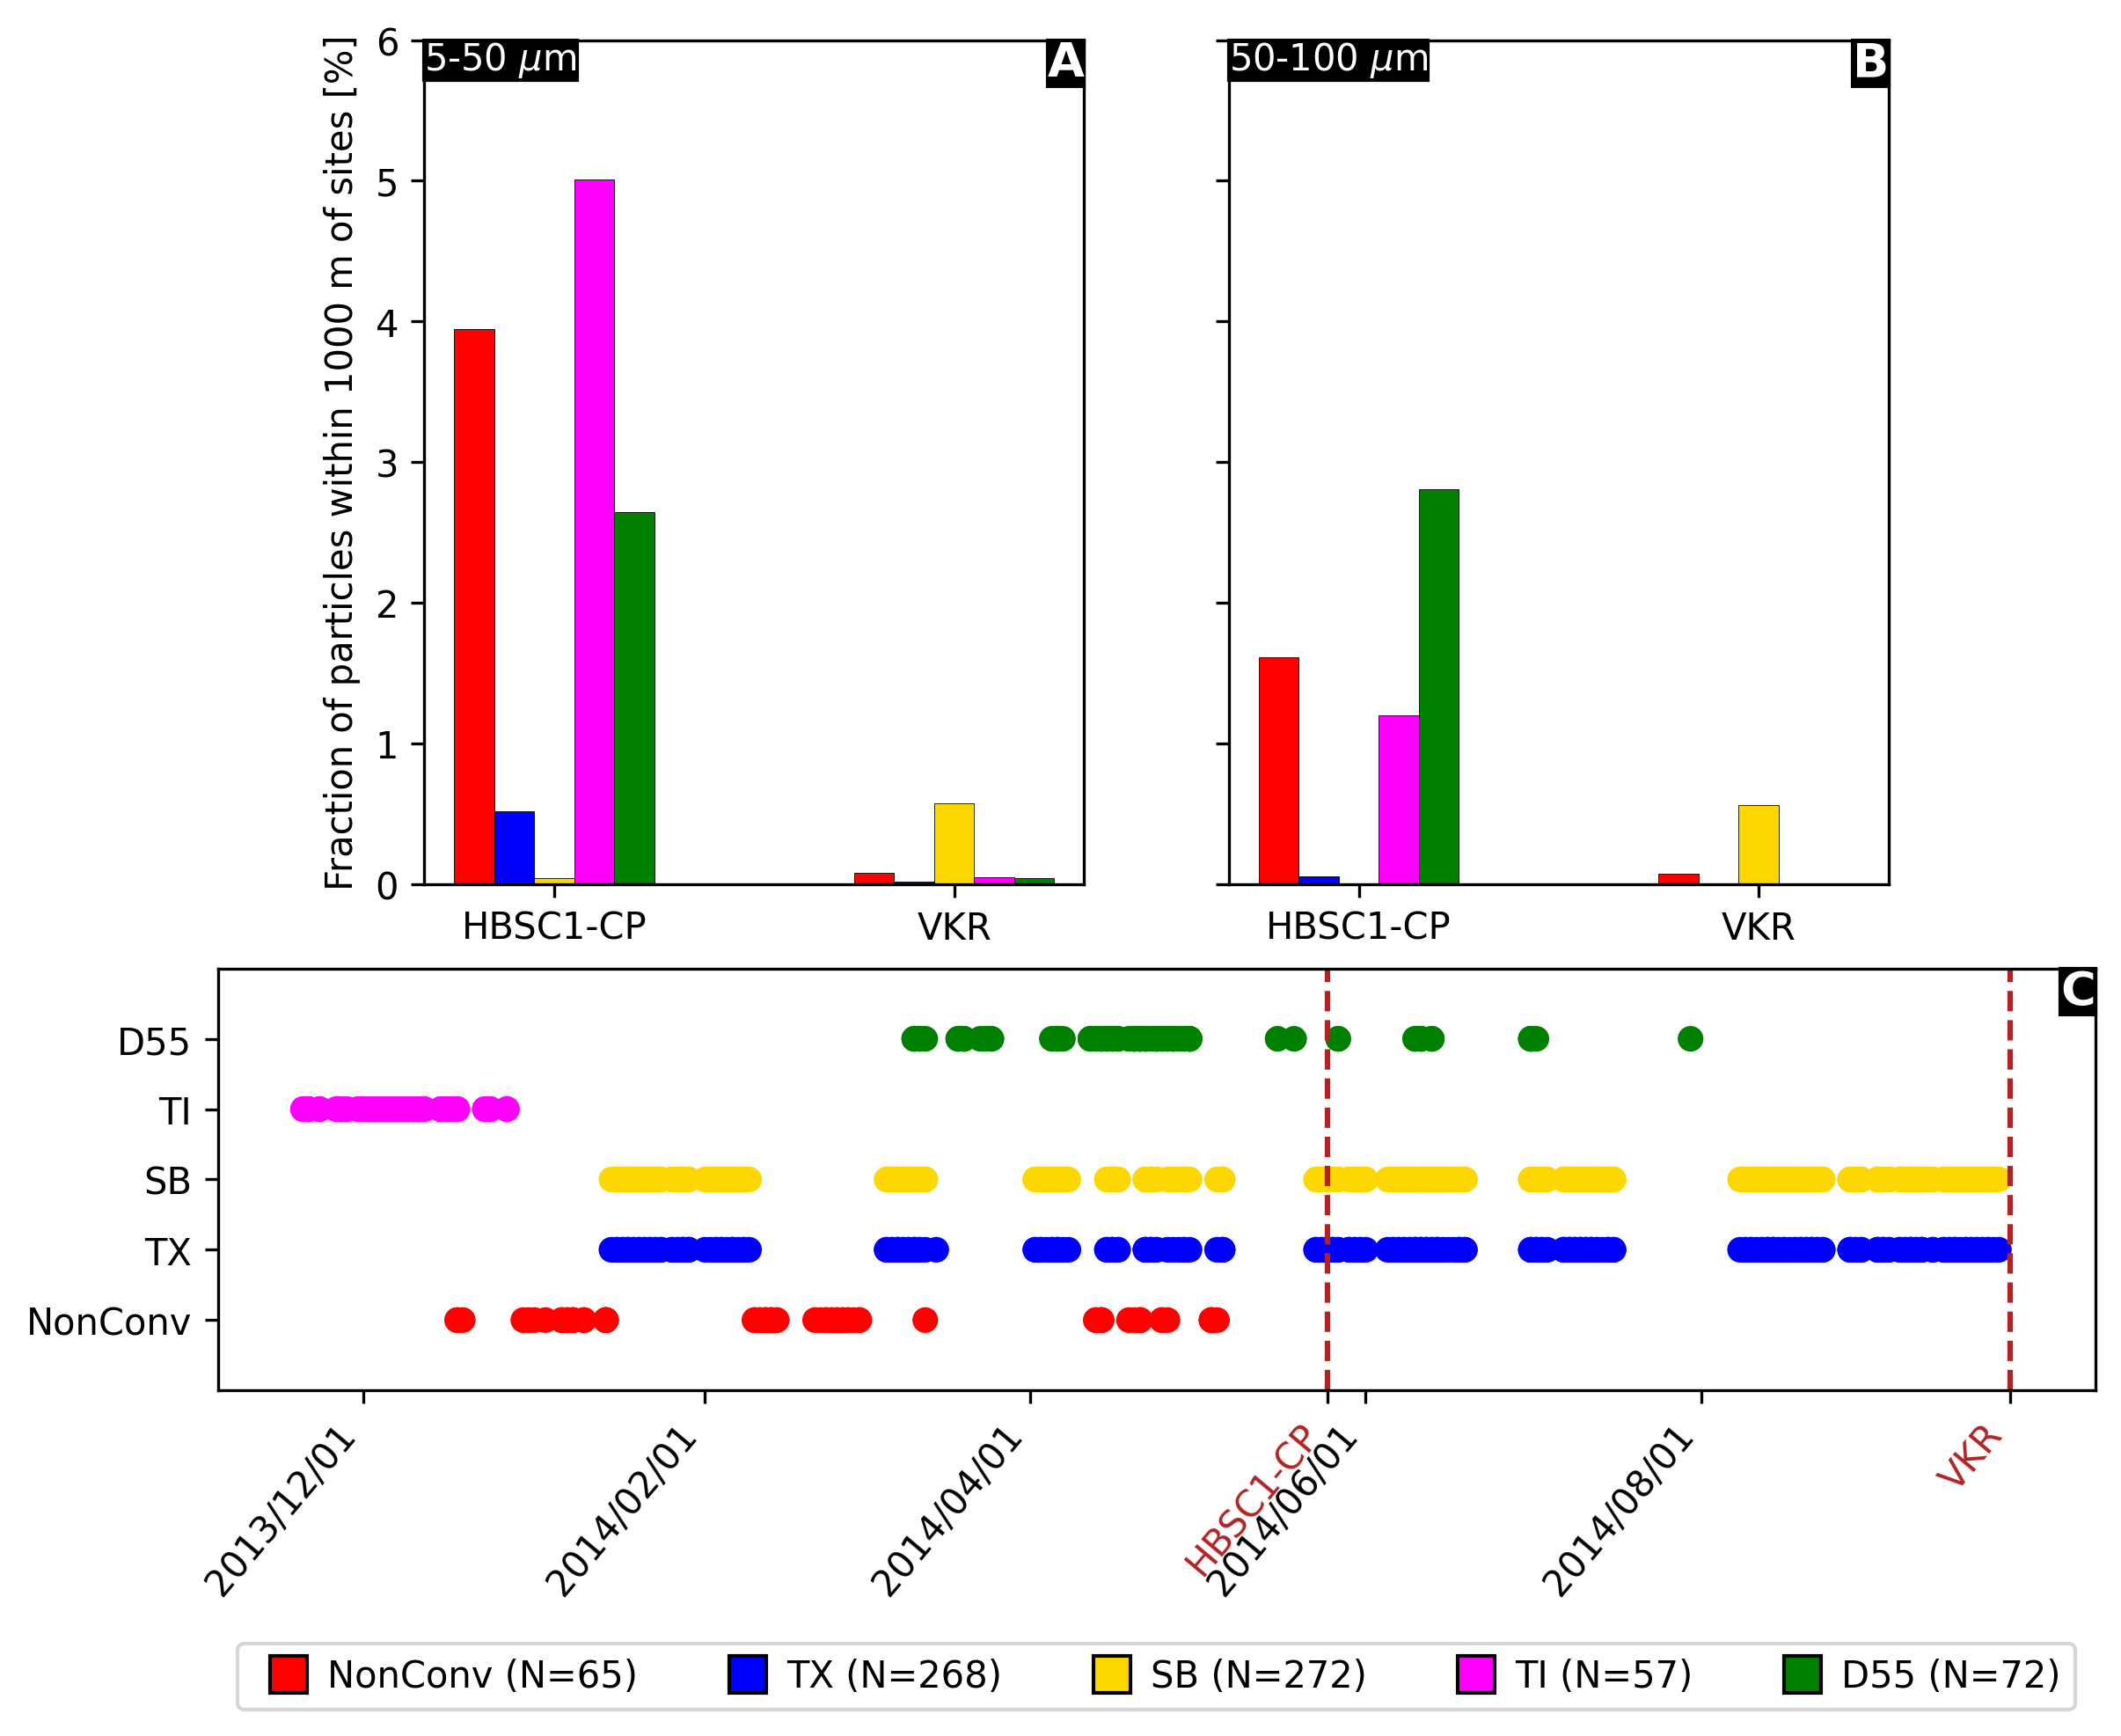 Fraction of particles within 1000 m of sites [%]
6
5
4
3
2
1
0
5-50 μm
A
HBSC1-CP
VKR
50-100 μm
B
HBSC1-CP
VKR
C
D55
TI
SB
TX
NonConv
2013/12/01
2014/02/01
2014/04/01
HBSC1-CP
2014/06/01
2014/08/01
VKR
NonConv (N=65) TX (N=268) SB (N=272) TI (N=57) D55 (N=72)